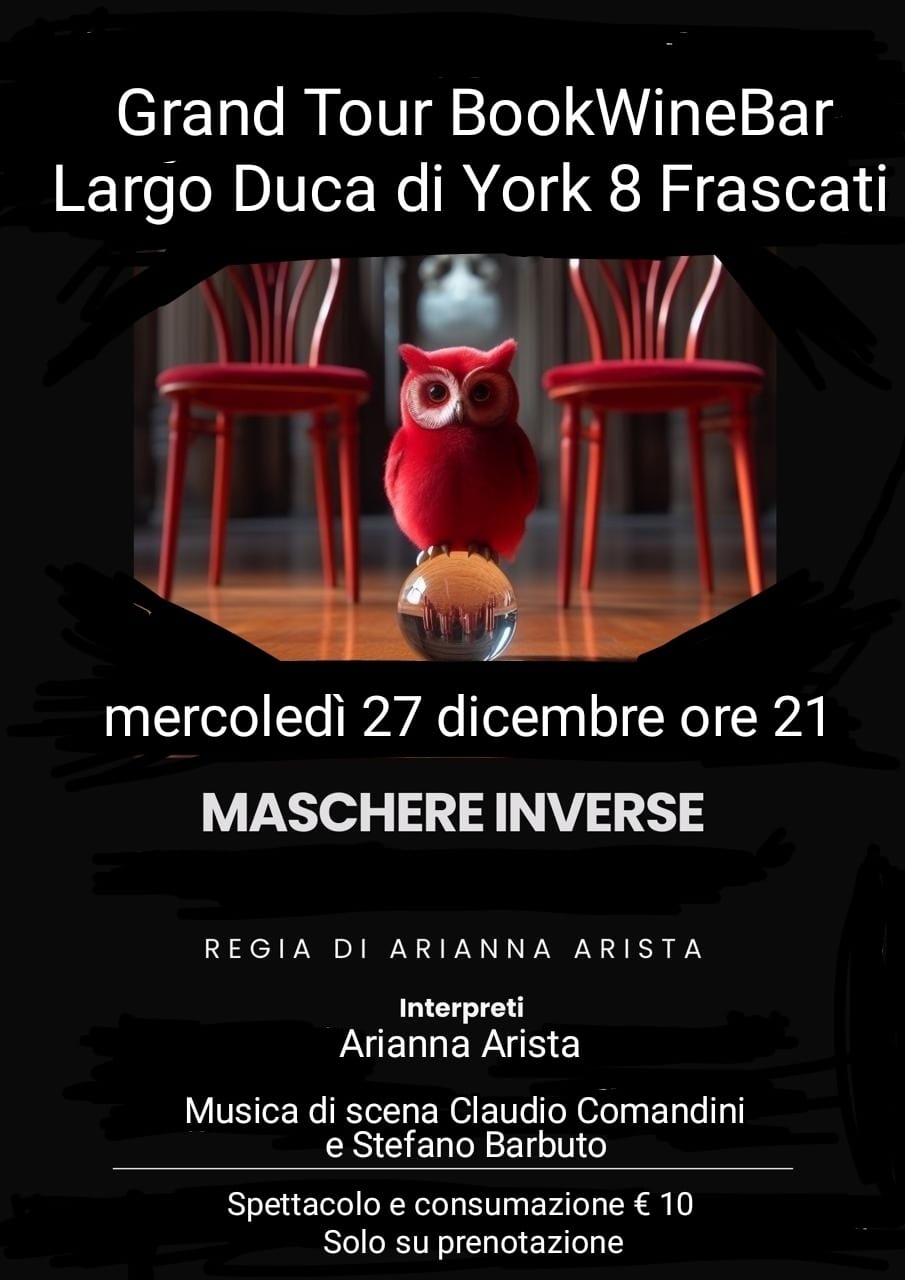 Grand Tour BookWineBar
Largo Duca di York 8 Frascati
mercoledì 27 dicembre ore 21
MASCHERE INVERSE
REGIA DI ARIANNA ARISTA
Interpreti
Arianna Arista
Musica di scena Claudio Comandini
e Stefano Barbuto
Spettacolo e consumazione € 10
Solo su prenotazione